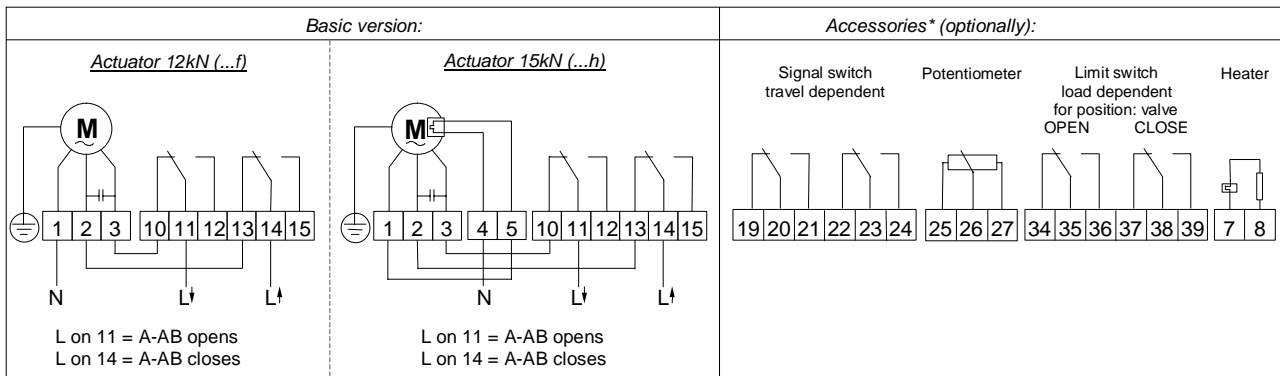 Basic version:
Accessories* (optionally):
Actuator 12kN (...f)
M
~
1 2 3 10 11 12 13 14 15
N L L
L on 11 = A-AB opens
L on 14 = A-AB closes
Actuator 15kN (...h)
M
~
1 2 3 4 5 10 11 12 13 14 15
N L L
L on 11 = A-AB opens
L on 14 = A-AB closes
Signal switch
travel dependent
19 20 21 22 23 24
Potentiometer
25 26 27
Limit switch
load dependent
for position: valve
OPEN CLOSE
34 35 36 37 38 39
Heater
7 8